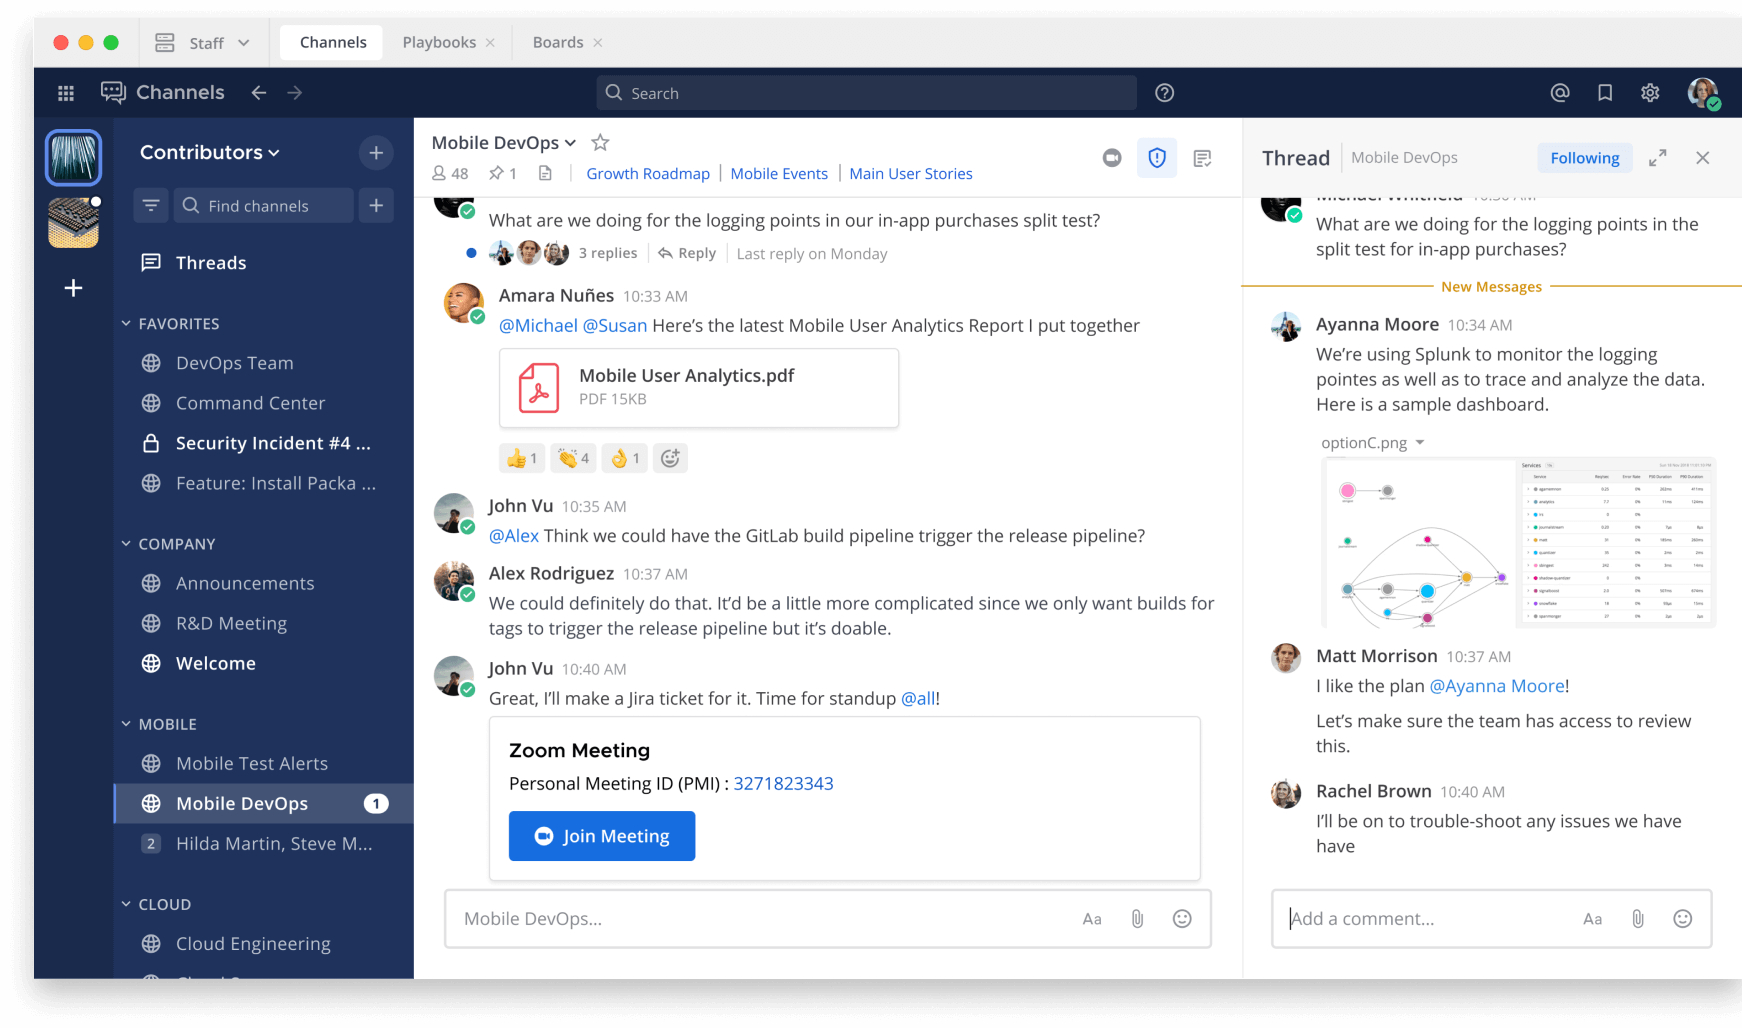 Staff
Channels
Playbooks
Boards
Channels
Search
Contributors
Find channels
Threads
FAVORITES
DevOps Team
Command Center
Security Incident #4 ...
Feature: Install Packa ...
COMPANY
Announcements
R&D Meeting
Welcome
MOBILE
Mobile Test Alerts
Mobile DevOps 1
2 Hilda Martin, Steve M...
CLOUD
Cloud Engineering
Mobile DevOps
48 1 Growth Roadmap Mobile Events Main User Stories
What are we doing for the logging points in our in-app purchases split test?
3 replies Reply Last reply on Monday
Amara Nuñes 10:33 AM
@Michael @Susan Here’s the latest Mobile User Analytics Report I put together
Mobile User Analytics.pdf
PDF 15KB
1 4 1
John Vu 10:35 AM
@Alex Think we could have the GitLab build pipeline trigger the release pipeline?
Alex Rodriguez 10:37 AM
We could definitely do that. It’d be a little more complicated since we only want builds for
tags to trigger the release pipeline but it’s doable.
John Vu 10:40 AM
Great, I’ll make a Jira ticket for it. Time for standup @all!
Zoom Meeting
Personal Meeting ID (PMI) : 3271823343
Join Meeting
Mobile DevOps...
Aa
Thread Mobile DevOps Following
Michael Whitfield 10:30 AM
What are we doing for the logging points in the
split test for in-app purchases?
New Messages
Ayanna Moore 10:34 AM
We’re using Splunk to monitor the logging
pointes as well as to trace and analyze the data.
Here is a sample dashboard.
optionC.png
Services
Matt Morrison 10:37 AM
I like the plan @Ayanna Moore!
Let’s make sure the team has access to review
this.
Rachel Brown 10:40 AM
I’ll be on to trouble-shoot any issues we have
have
Add a comment...
Aa